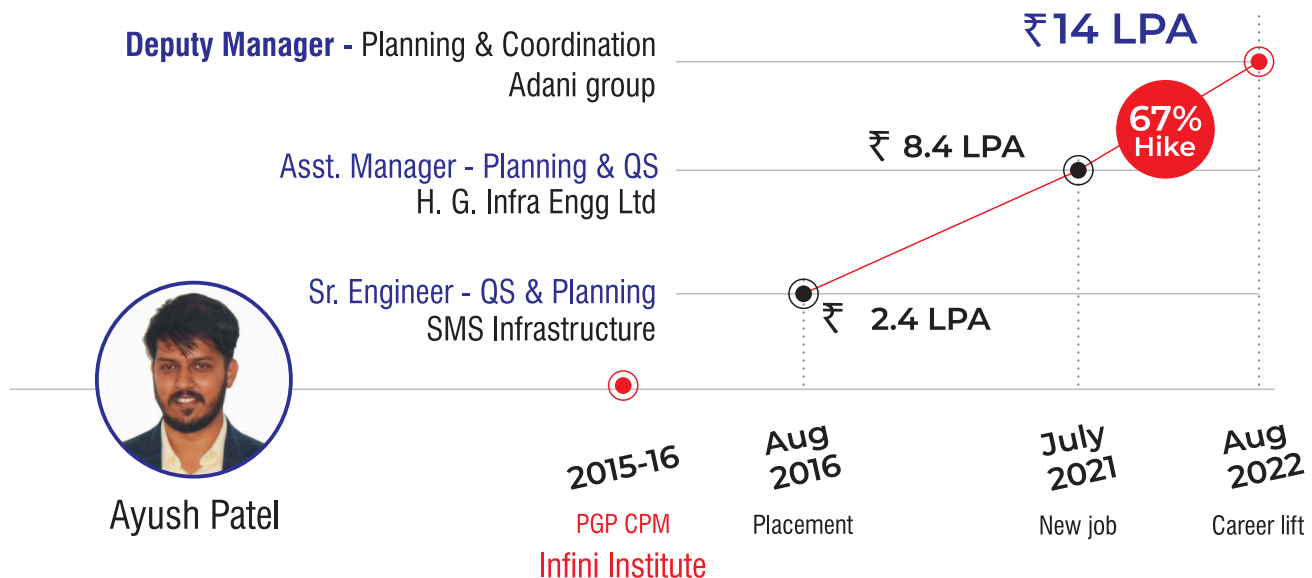 Deputy Manager - Planning & Coordination
Adani group
₹ 14 LPA
67%
Hike
Asst. Manager - Planning & QS
H. G. Infra Engg Ltd
₹ 8.4 LPA
Sr. Engineer - QS & Planning
SMS Infrastructure
₹ 2.4 LPA
Ayush Patel
2015-16
PGP CPM
Infini Institute
Aug
2016
Placement
July
2021
New job
Aug
2022
Career lift